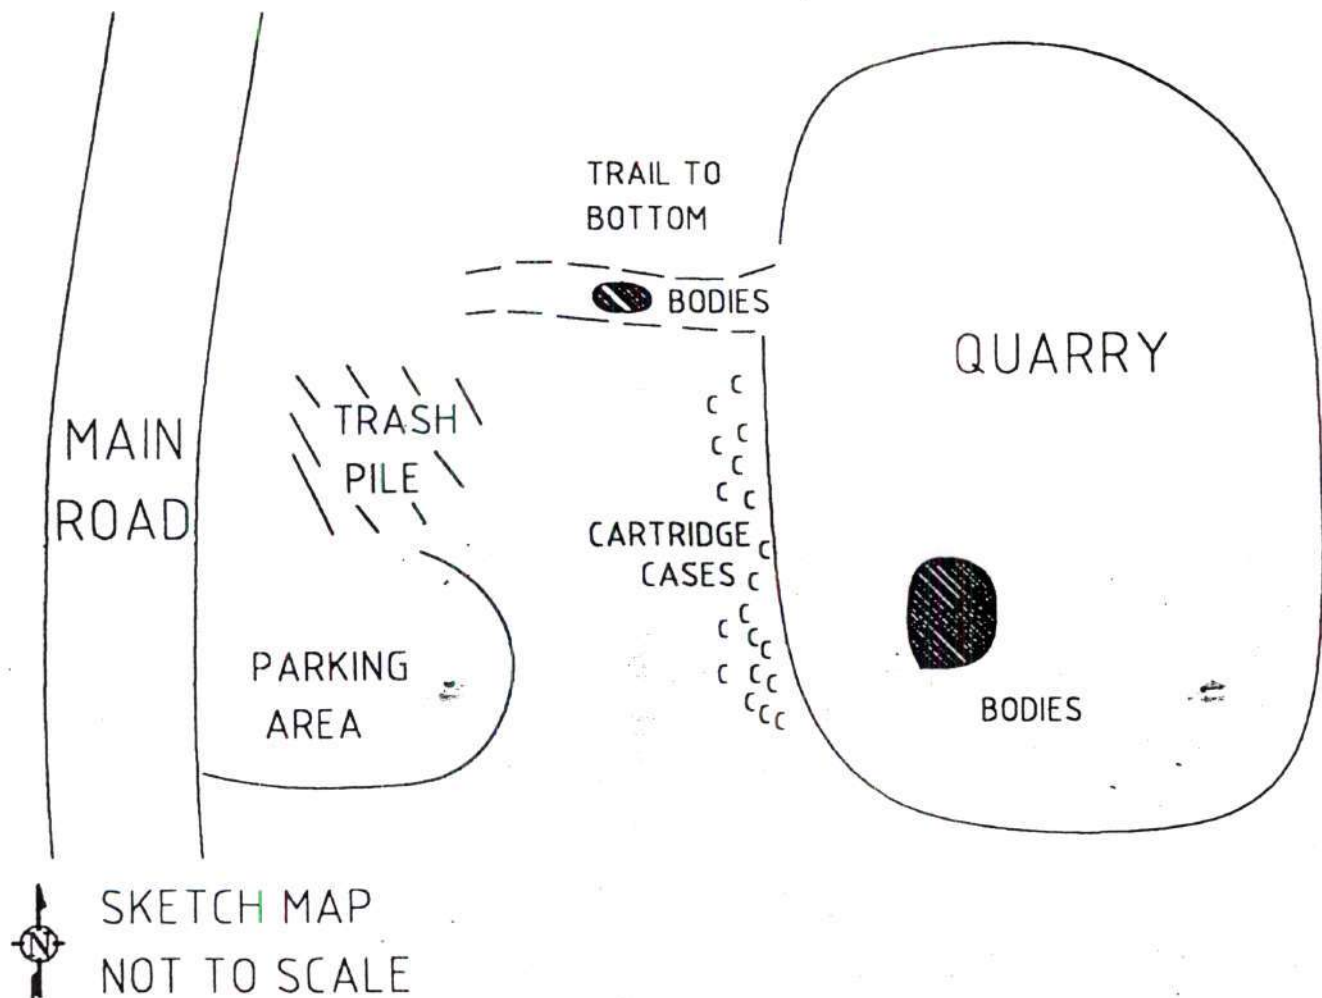 TRAIL TO
BOTTOM
BODIES
QUARRY
MAIN
ROAD
TRASH
PILE
C
C
C
C
C
C
C
CARTRIDGE C
CASES C
C
C
C
C
C
C
C
C
C
C
PARKING
AREA
BODIES
N
SKETCH MAP
NOT TO SCALE